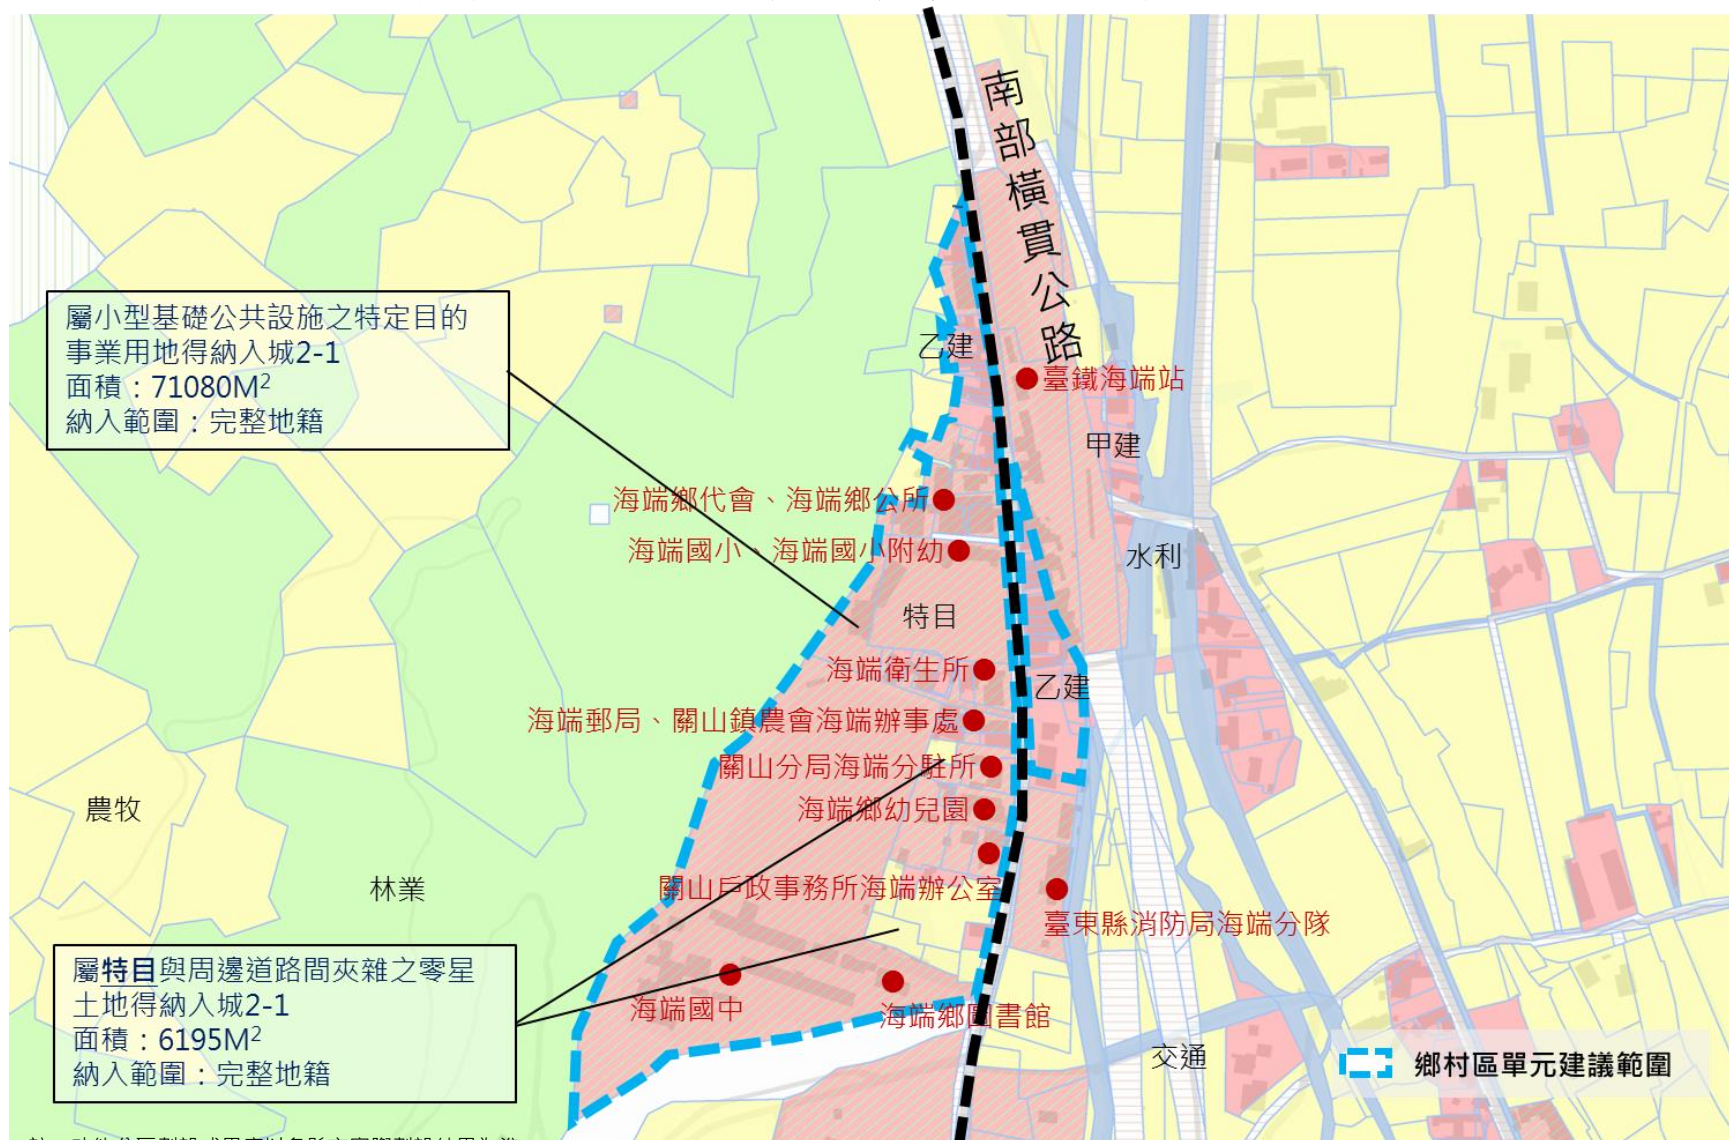 南部橫貫公路
屬小型基礎公共設施之特定目的
事業用地得納入城2-1
面積：71080M²
納入範圍：完整地籍
乙建
臺鐵海端站
甲建
海端鄉代會、海端鄉公所
海端國小、海端國小附幼
水利
特目
海端衛生所
乙建
海端郵局、關山鎮農會海端辦事處
關山分局海端分駐所
海端鄉幼兒園
農牧
林業
關山戶政事務所海端辦公室
臺東縣消防局海端分隊
屬特目與周邊道路間夾雜之零星
土地得納入城2-1
面積：6195M²
納入範圍：完整地籍
海端國中
海端鄉圖書館
交通
鄉村區單元建議範圍